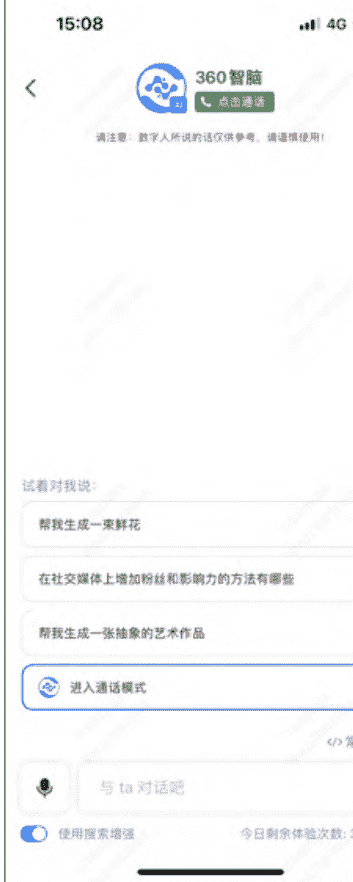 15:08
4G
360智脑
点击通话
请注意：数字人所说的话仅供参考，请谨慎使用！
试着对我说：
帮我生成一束鲜花
在社交媒体上增加粉丝和影响力的方法有哪些
帮我生成一张抽象的艺术作品
进入通话模式
</>
与 ta 对话吧
使用搜索增强
今日剩余体验次数: